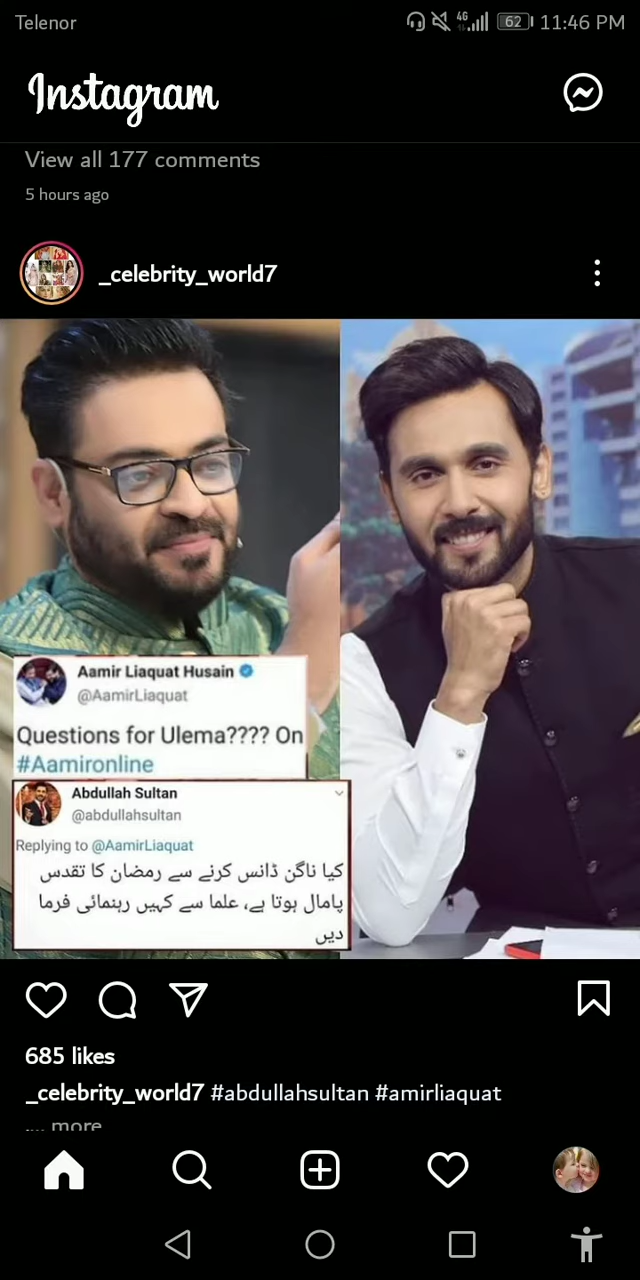 Telenor 4G 62 11:46 PM
Instagram
View all 177 comments
5 hours ago
_celebrity_world7
Aamir Liaquat Husain
@AamirLiaquat
Questions for Ulema???? On
#Aamironline
Abdullah Sultan
@abdullahsultan
Replying to @AamirLiaquat
کیا ناگن ڈانس کرنے سے رمضان کا تقدس
پامال ہوتا ہے، علما سے کہیں رہنمائی فرما
دیں
685 likes
_celebrity_world7 #abdullahsultan #amirliaquat
.... more